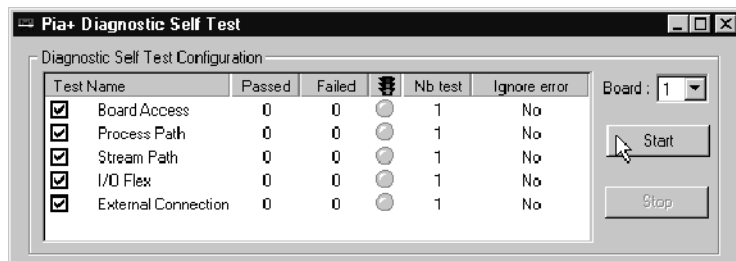 Pia+ Diagnostic Self Test
Diagnostic Self Test Configuration
Test Name Passed Failed Nb test Ignore error
Board Access 0 0 1 No
Process Path 0 0 1 No
Stream Path 0 0 1 No
I/O Flex 0 0 1 No
External Connection 0 0 1 No
Board : 1
Start
Stop